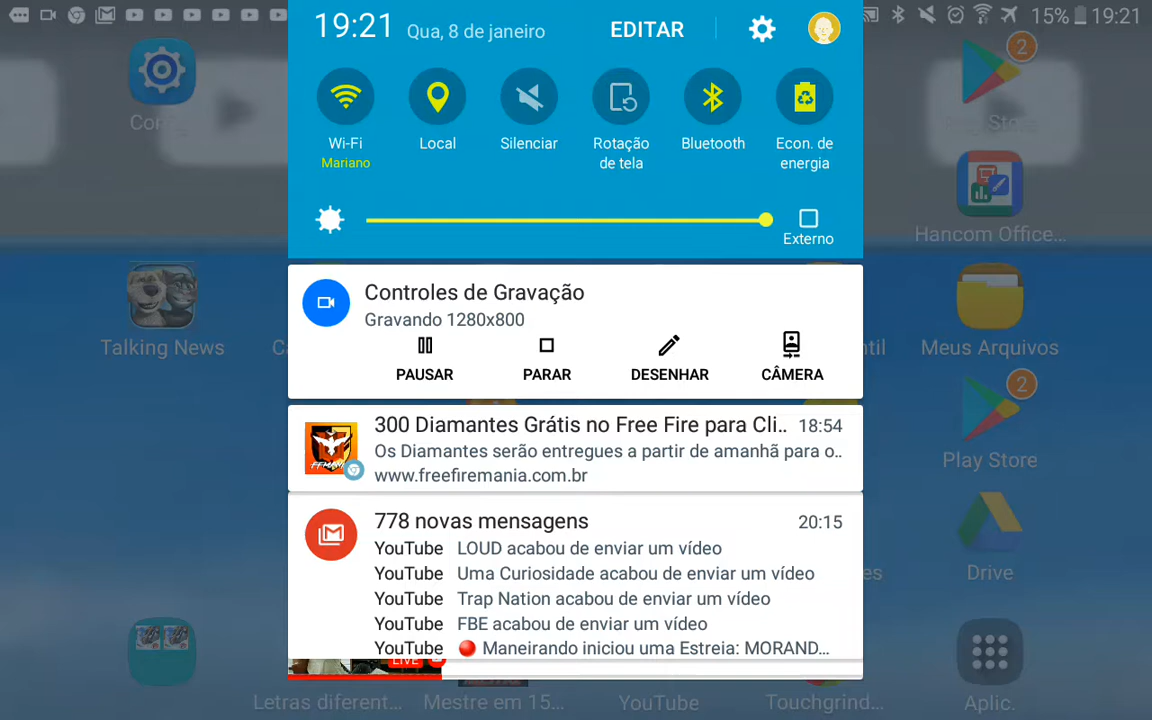 15% 19:21
19:21 Qua, 8 de janeiro EDITAR
Wi-Fi
Mariano
Local
Silenciar
Rotação
de tela
Bluetooth
Econ. de
energia
Externo
Controles de Gravação
Gravando 1280x800
PAUSAR PARAR DESENHAR CÂMERA
300 Diamantes Grátis no Free Fire para Cli.. 18:54
Os Diamantes serão entregues a partir de amanhã para o..
www.freefiremania.com.br
FFMANIA
778 novas mensagens 20:15
YouTube LOUD acabou de enviar um vídeo
YouTube Uma Curiosidade acabou de enviar um vídeo
YouTube Trap Nation acabou de enviar um vídeo
YouTube FBE acabou de enviar um vídeo
YouTube 🔴 Maneirando iniciou uma Estreia: MORAND...
LIVE
2
Hancom Office...
Talking News
Meus Arquivos
2
Play Store
Drive
Letras diferent...
Mestre em 15...
YouTube
Touchgrind...
Aplic.